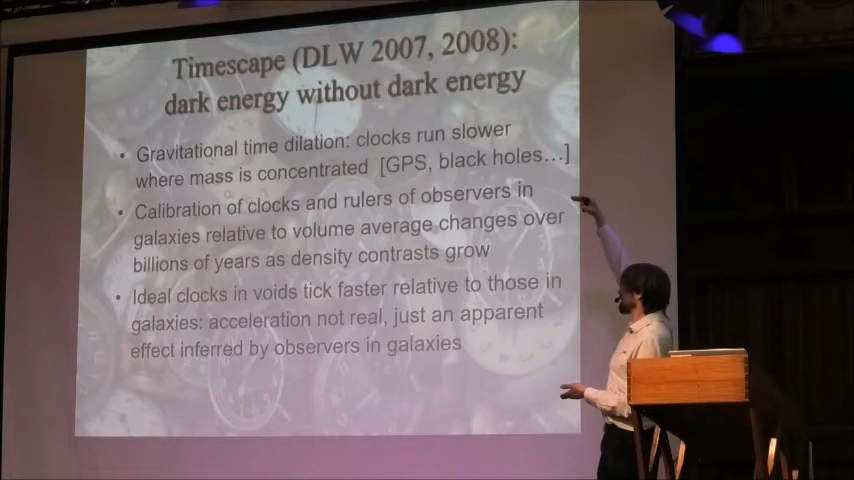 Timescape (DLW 2007, 2008):
dark energy without dark energy
• Gravitational time dilation: clocks run slower
where mass is concentrated [GPS, black holes…]
• Calibration of clocks and rulers of observers in
galaxies relative to volume average changes over
billions of years as density contrasts grow
• Ideal clocks in voids tick faster relative to those in
galaxies: acceleration not real, just an apparent
effect inferred by observers in galaxies